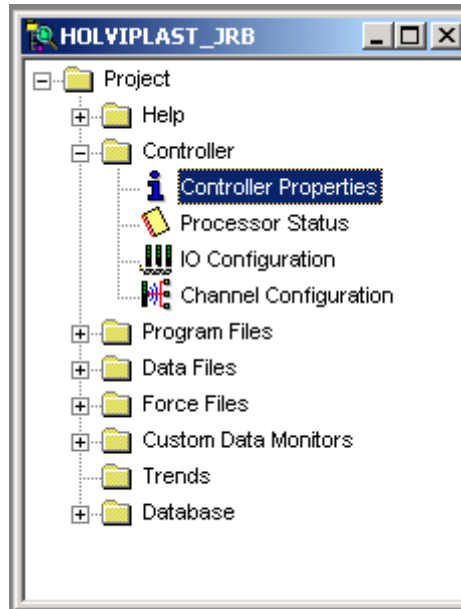 HOLVIPLAST_JRB
Project
Help
Controller
Controller Properties
Processor Status
IO Configuration
Channel Configuration
Program Files
Data Files
Force Files
Custom Data Monitors
Trends
Database